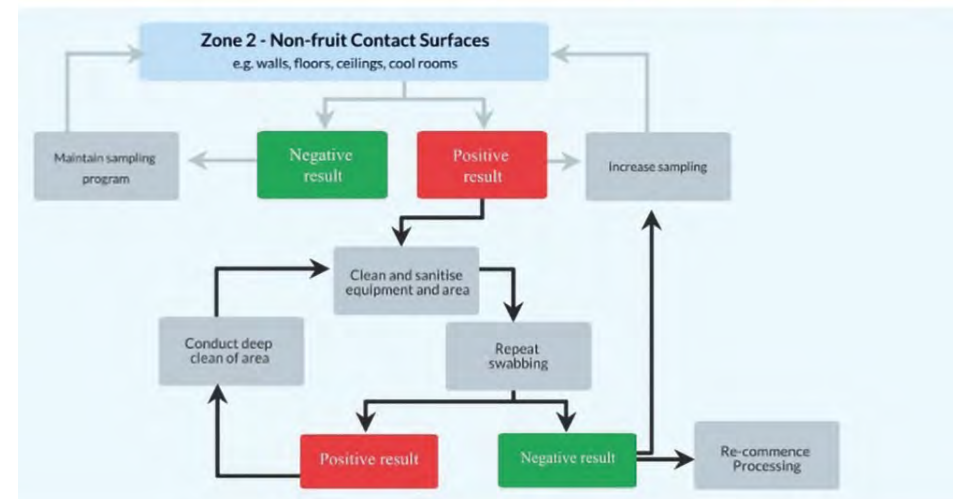 Zone 2 - Non-fruit Contact Surfaces
e.g. walls, floors, ceilings, cool rooms
Maintain sampling
program
Negative
result
Positive
result
Increase sampling
Clean and sanitise
equipment and area
Conduct deep
clean of area
Repeat
swabbing
Positive result
Negative result
Re-commence
Processing